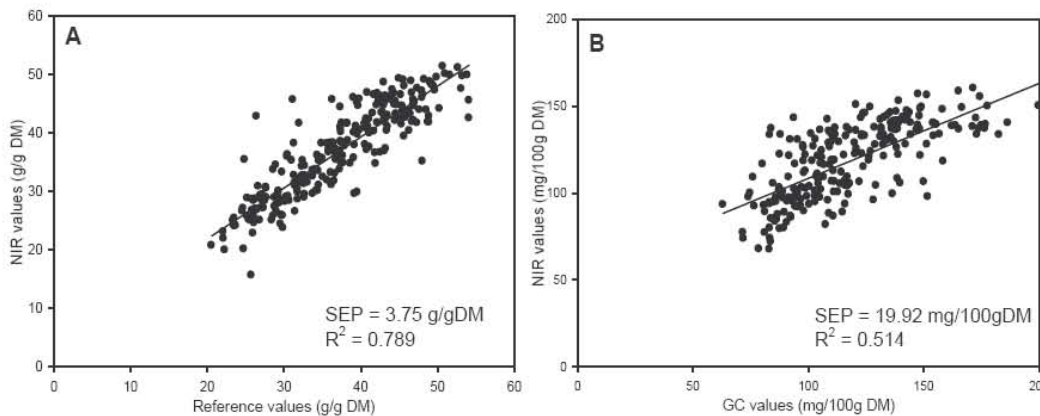 A
60
50
40
30
20
10
0
NIR values (g/g DM)
SEP = 3.75 g/gDM
R² = 0.789
0 10 20 30 40 50 60
Reference values (g/g DM)
B
200
150
100
50
0
NIR values (mg/100g DM)
SEP = 19.92 mg/100gDM
R² = 0.514
0 50 100 150 200
GC values (mg/100g DM)